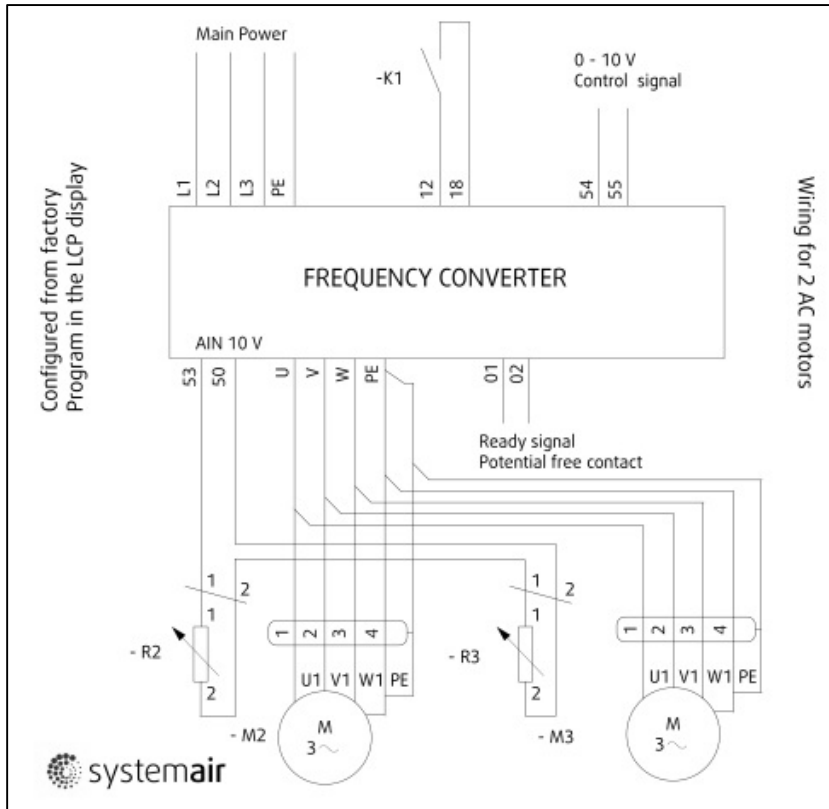 Main Power
-K1
0 - 10 V
Control signal
L1
L2
L3
PE
12
18
54
55
Configured from factory
Program in the LCP display
FREQUENCY CONVERTER
Wiring for 2 AC motors
AIN 10 V
53
50
U
V
W
PE
01
02
Ready signal
Potential free contact
1
2
1
2
- R2
1
2
3
4
U1
V1
W1
PE
M
3~
- M2
1
2
1
2
- R3
1
2
3
4
U1
V1
W1
PE
M
3~
- M3
systemair